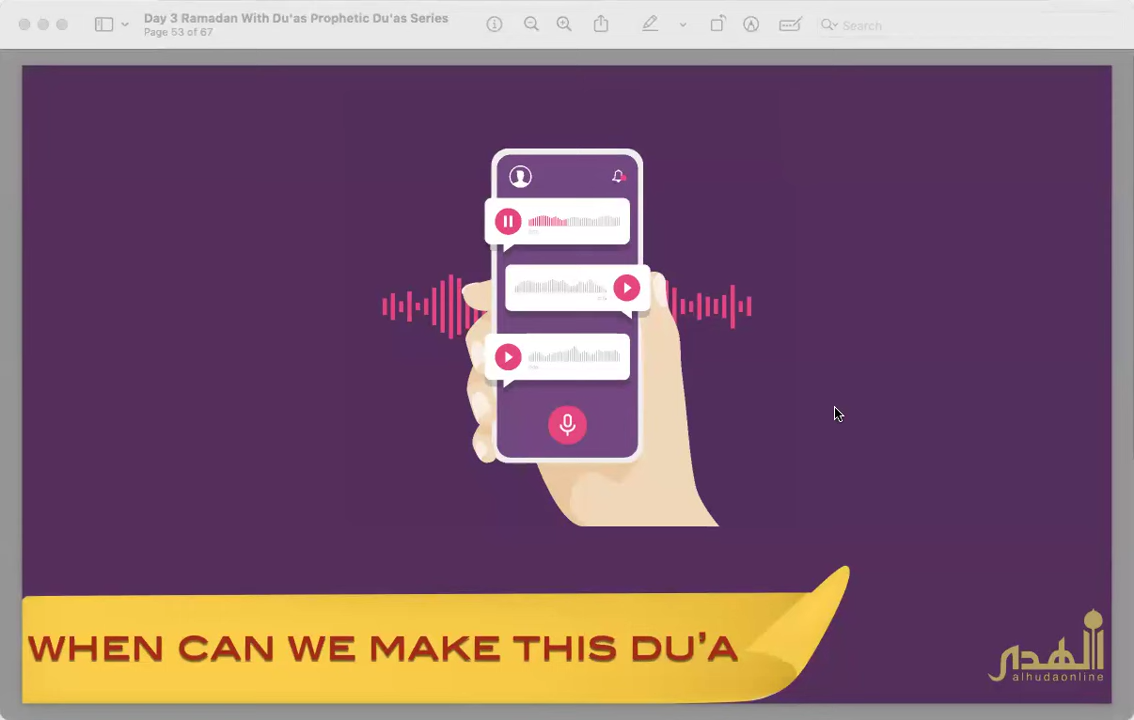 Day 3 Ramadan With Du'as Prophetic Du'as Series
Page 53 of 67
Search
WHEN CAN WE MAKE THIS DU'A
الهدى
alhudaonline